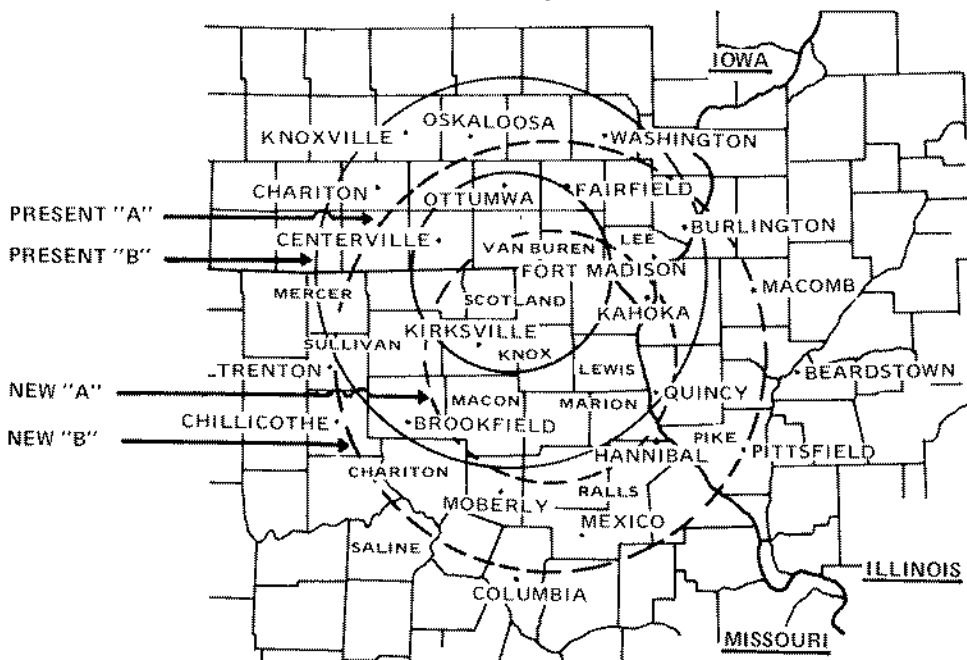 IOWA
OSKALOOSA
KNOXVILLE
WASHINGTON
CHARITON
OTTUMWA
FAIRFIELD
PRESENT "A"
BURLINGTON
CENTERVILLE
LEE
PRESENT "B"
VAN BUREN
FORT MADISON
MACOMB
MERCER
SCOTLAND
KAHOKA
KIRKSVILLE
SULLIVAN
KNOX
TRENTON
LEWIS
BEARDSTOWN
NEW "A"
MACON
MARION
QUINCY
CHILLICOTHE
BROOKFIELD
NEW "B"
PIKE
HANNIBAL
PITTSFIELD
CHARITON
RALLS
MOBERLY
MEXICO
SALINE
ILLINOIS
COLUMBIA
MISSOURI